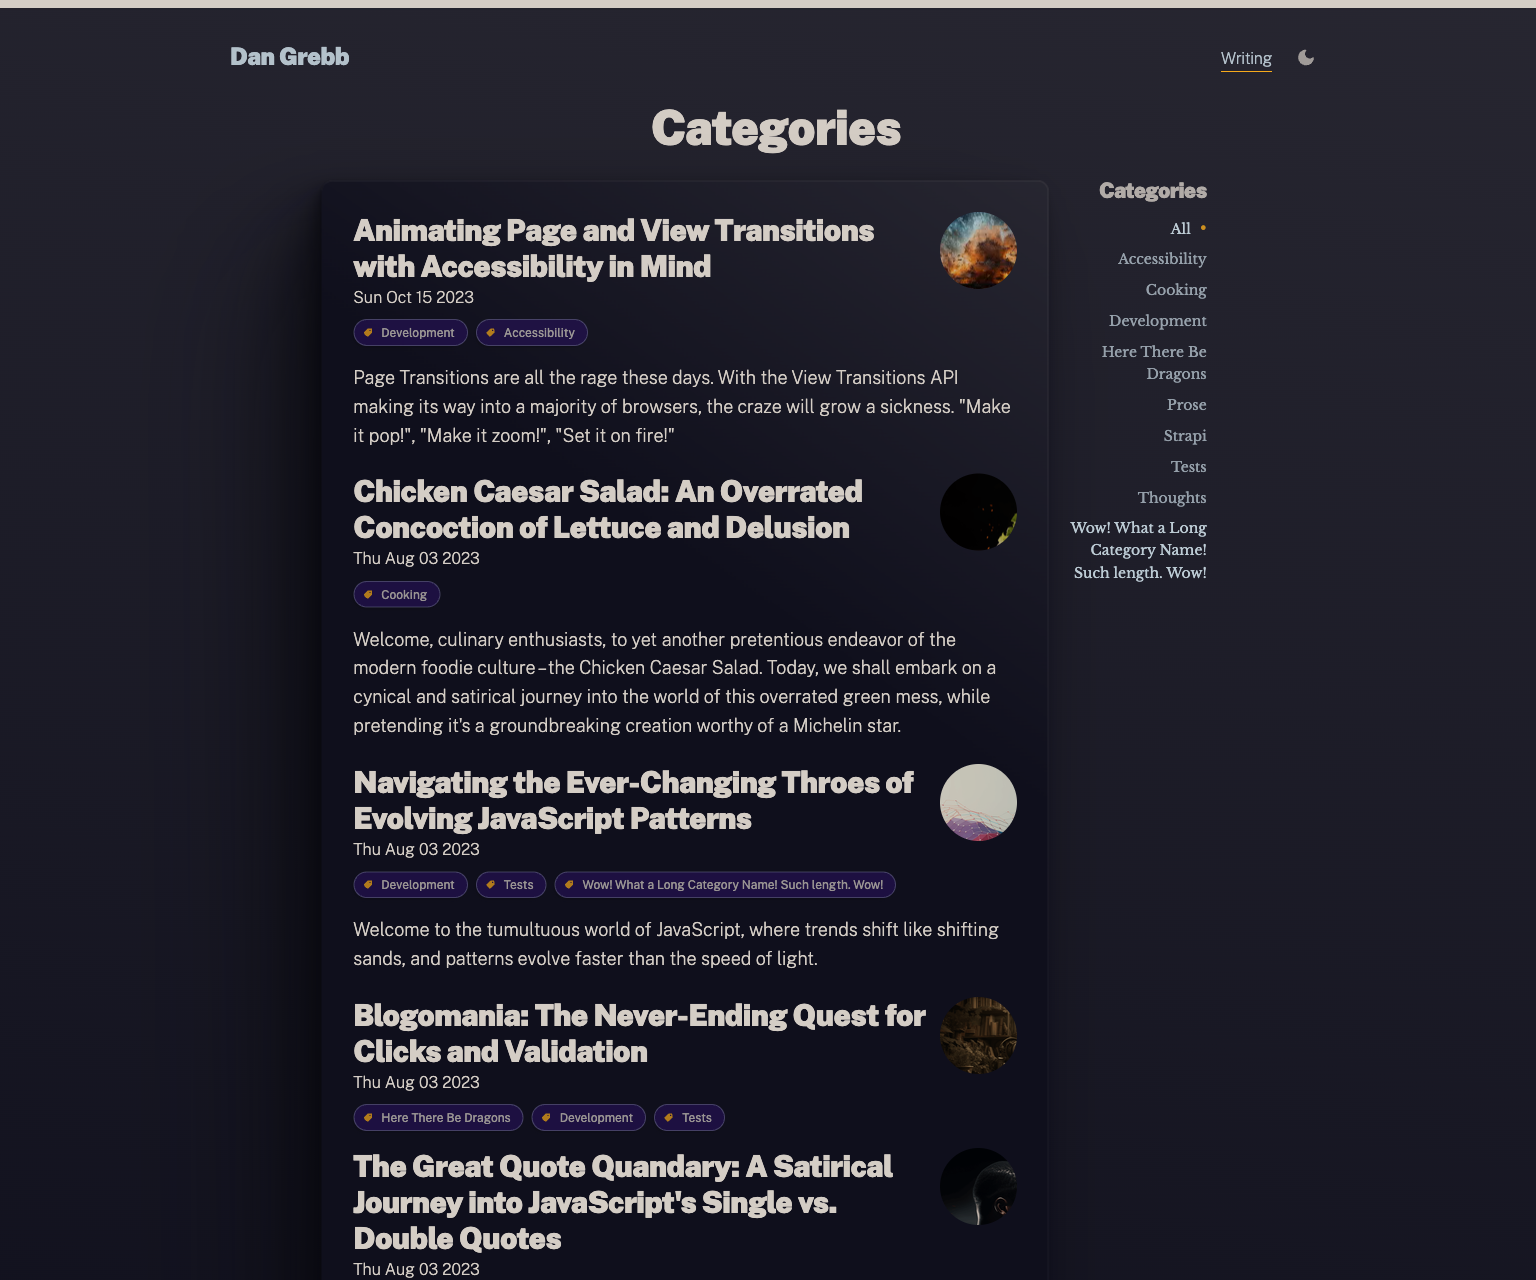 Dan Grebb
Writing
Categories
Animating Page and View Transitions
with Accessibility in Mind
Sun Oct 15 2023
Development
Accessibility
Page Transitions are all the rage these days. With the View Transitions API
making its way into a majority of browsers, the craze will grow a sickness. "Make
it pop!", "Make it zoom!", "Set it on fire!"
Chicken Caesar Salad: An Overrated
Concoction of Lettuce and Delusion
Thu Aug 03 2023
Cooking
Welcome, culinary enthusiasts, to yet another pretentious endeavor of the
modern foodie culture–the Chicken Caesar Salad. Today, we shall embark on a
cynical and satirical journey into the world of this overrated green mess, while
pretending it's a groundbreaking creation worthy of a Michelin star.
Navigating the Ever-Changing Throes of
Evolving JavaScript Patterns
Thu Aug 03 2023
Development
Tests
Wow! What a Long Category Name! Such length. Wow!
Welcome to the tumultuous world of JavaScript, where trends shift like shifting
sands, and patterns evolve faster than the speed of light.
Blogomania: The Never-Ending Quest for
Clicks and Validation
Thu Aug 03 2023
Here There Be Dragons
Development
Tests
The Great Quote Quandary: A Satirical
Journey into JavaScript's Single vs.
Double Quotes
Thu Aug 03 2023
Categories
All
Accessibility
Cooking
Development
Here There Be
Dragons
Prose
Strapi
Tests
Thoughts
Wow! What a Long
Category Name!
Such length. Wow!